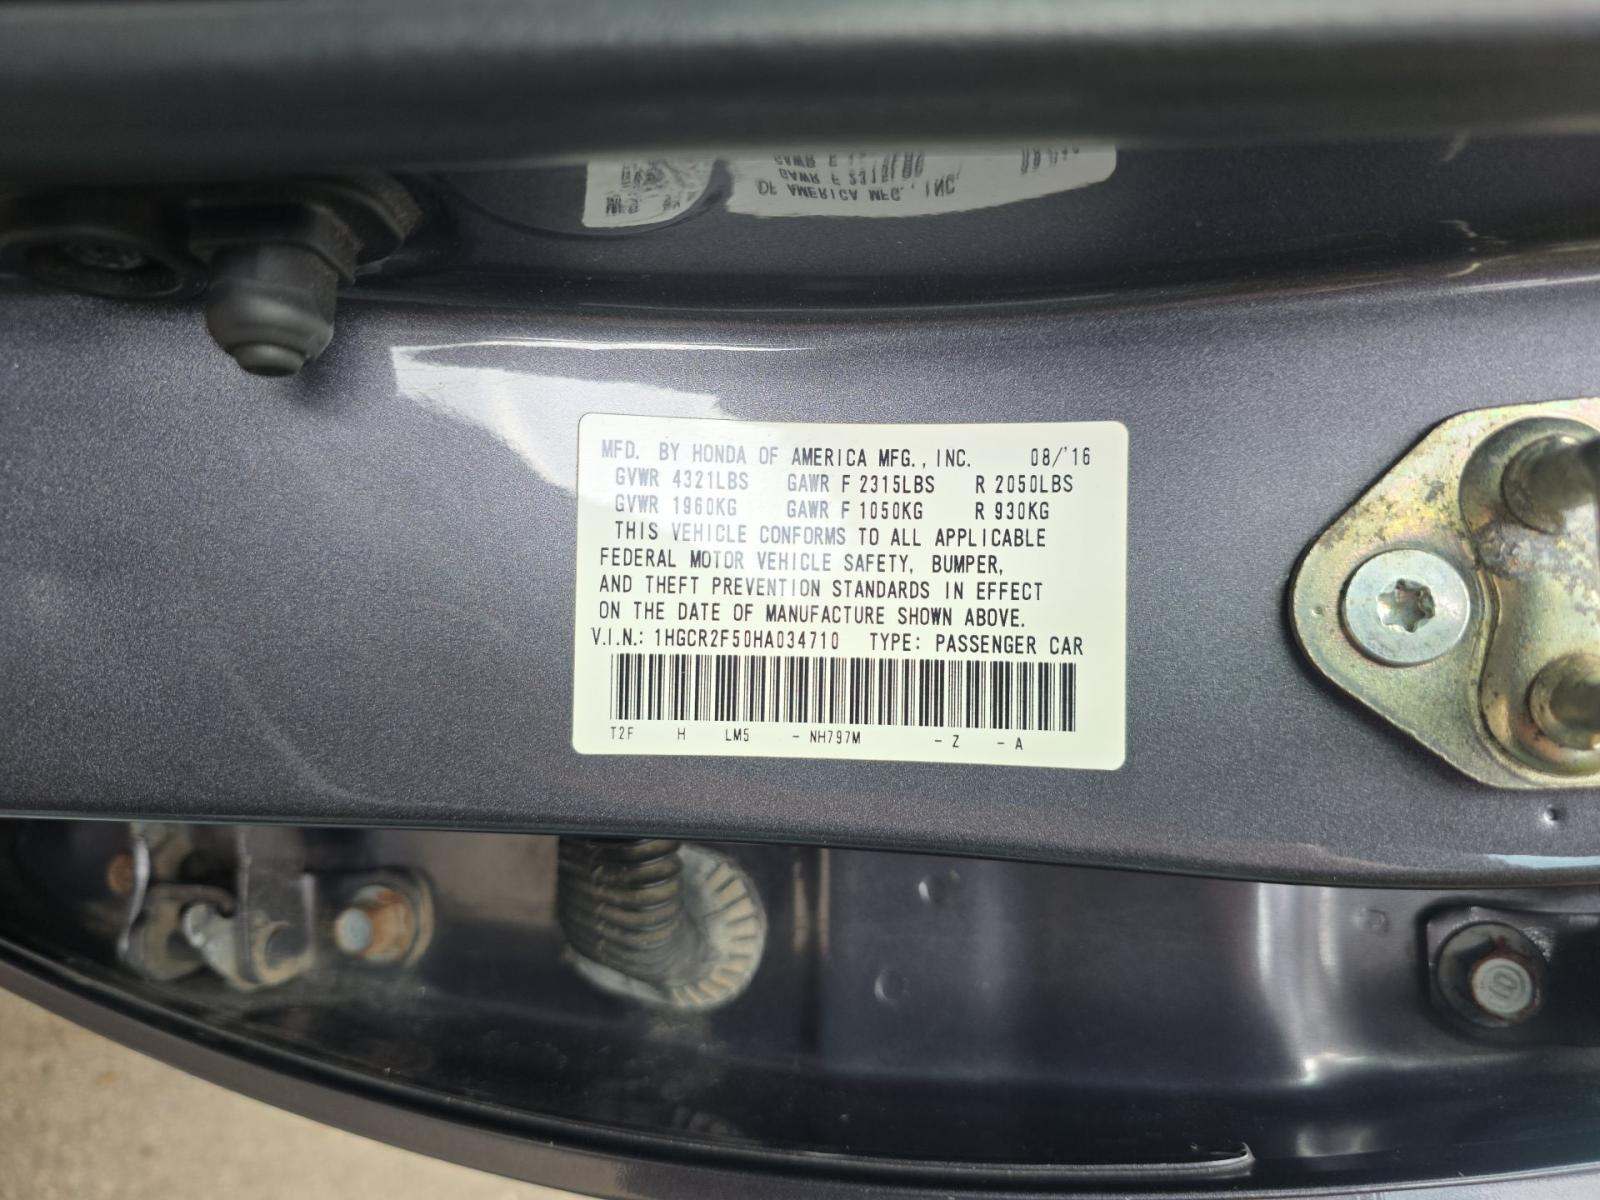 MFD. BY HONDA OF AMERICA MFG., INC. 08/'16
GVWR 4321LBS GAWR F 2315LBS R 2050LBS
GVWR 1960KG GAWR F 1050KG R 930KG
THIS VEHICLE CONFORMS TO ALL APPLICABLE
FEDERAL MOTOR VEHICLE SAFETY, BUMPER,
AND THEFT PREVENTION STANDARDS IN EFFECT
ON THE DATE OF MANUFACTURE SHOWN ABOVE.
V.I.N.: 1HGCR2F50HA034710 TYPE: PASSENGER CAR
T2F H LM5 - NH797M - Z - A